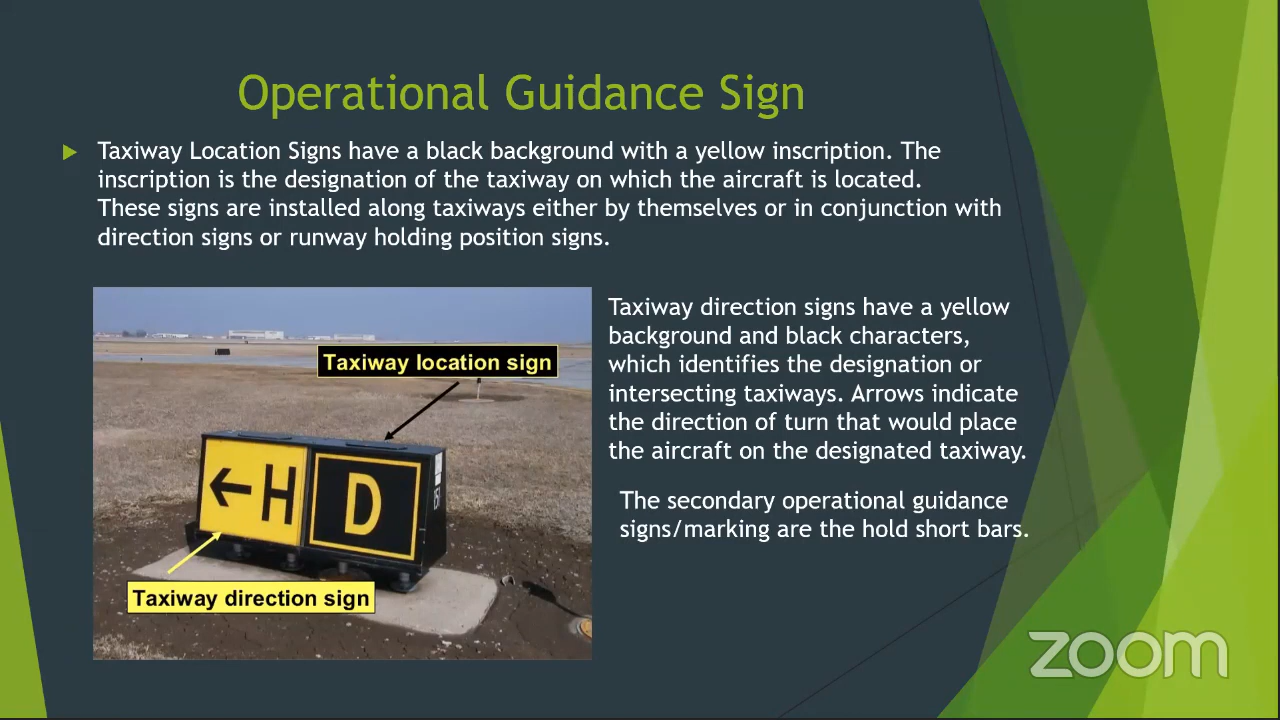 Operational Guidance Sign
Taxiway Location Signs have a black background with a yellow inscription. The
inscription is the designation of the taxiway on which the aircraft is located.
These signs are installed along taxiways either by themselves or in conjunction with
direction signs or runway holding position signs.
Taxiway location sign
←H D
Taxiway direction sign
Taxiway direction signs have a yellow
background and black characters,
which identifies the designation or
intersecting taxiways. Arrows indicate
the direction of turn that would place
the aircraft on the designated taxiway.
The secondary operational guidance
signs/marking are the hold short bars.
zoom